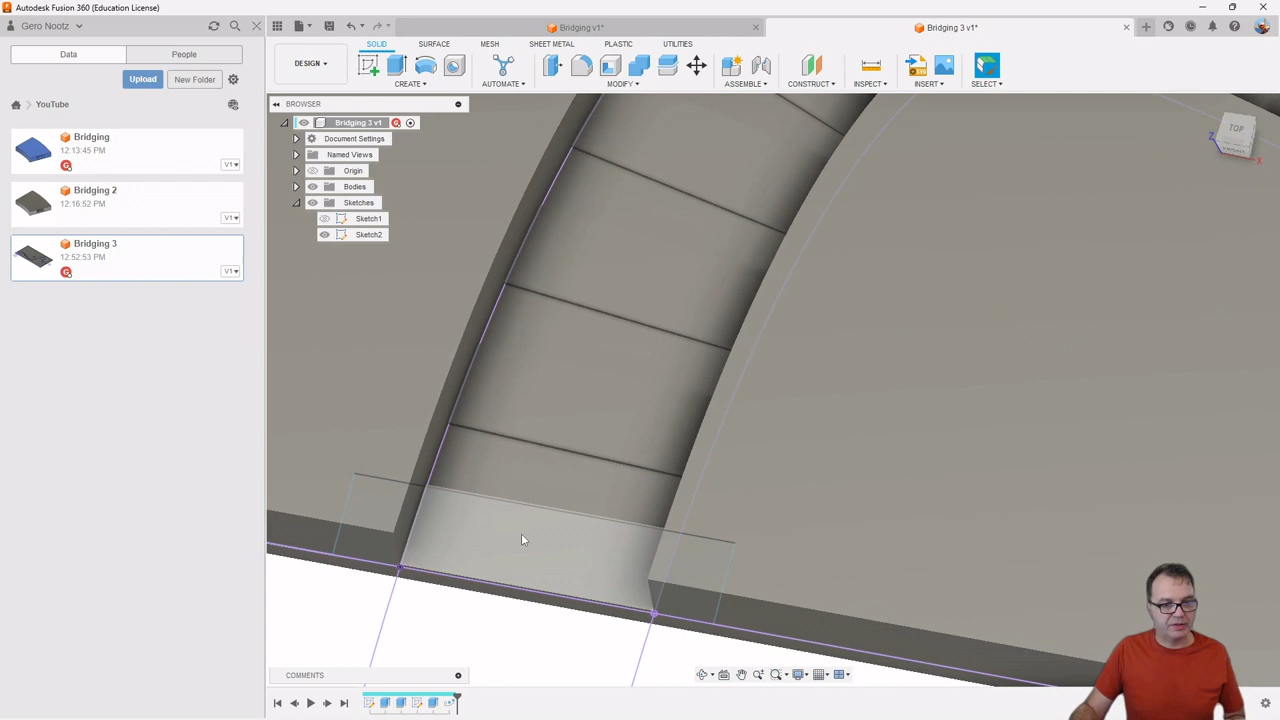 Autodesk Fusion 360 (Education License)
Gero Nootz
Bridging v1*
Bridging 3 v1*
Data
People
SOLID
SURFACE
MESH
SHEET METAL
PLASTIC
UTILITIES
DESIGN
Upload
New Folder
CREATE
AUTOMATE
MODIFY
ASSEMBLE
CONSTRUCT
INSPECT
INSERT
SELECT
YouTube
BROWSER
Bridging 3 v1
Bridging
12:13:45 PM
V1
Document Settings
Named Views
Origin
Bodies
Sketches
Sketch1
Sketch2
Bridging 2
12:16:52 PM
V1
Bridging 3
12:52:53 PM
V1
TOP
Z
X
COMMENTS